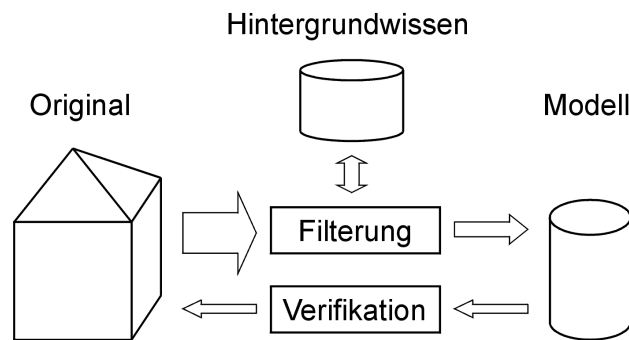 Hintergrundwissen
Original
Modell
Filterung
Verifikation